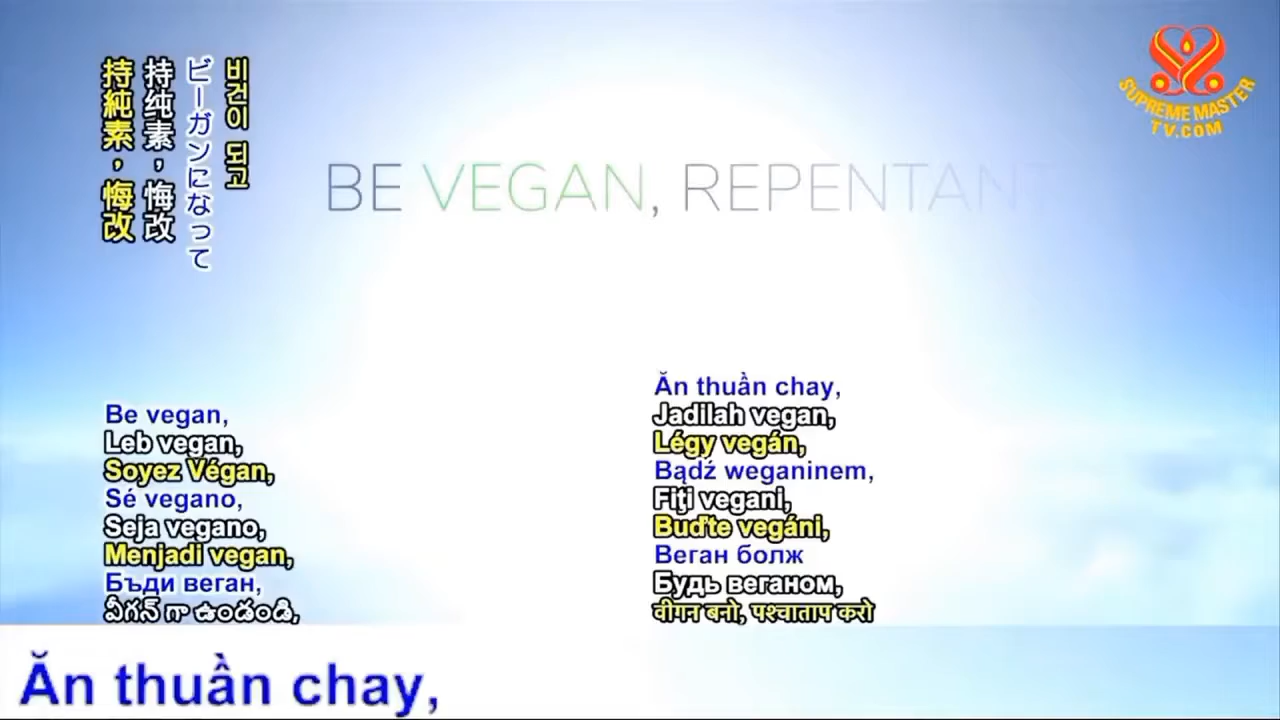 비건이 되고
ビーガンになって
持纯素，悔改
持純素，悔改
SUPREME MASTER
TV.COM
BE VEGAN, REPENTANT
Be vegan,
Leb vegan,
Soyez Végan,
Sé vegano,
Seja vegano,
Menjadi vegan,
Бъди веган,
వీగన్ గా ఉండండి,
Ăn thuần chay,
Jadilah vegan,
Légy vegán,
Bądź weganinem,
Fiţi vegani,
Buďte vegáni,
Веган болж
Будь веганом,
वीगन बनो, पश्चाताप करो
Ăn thuần chay,